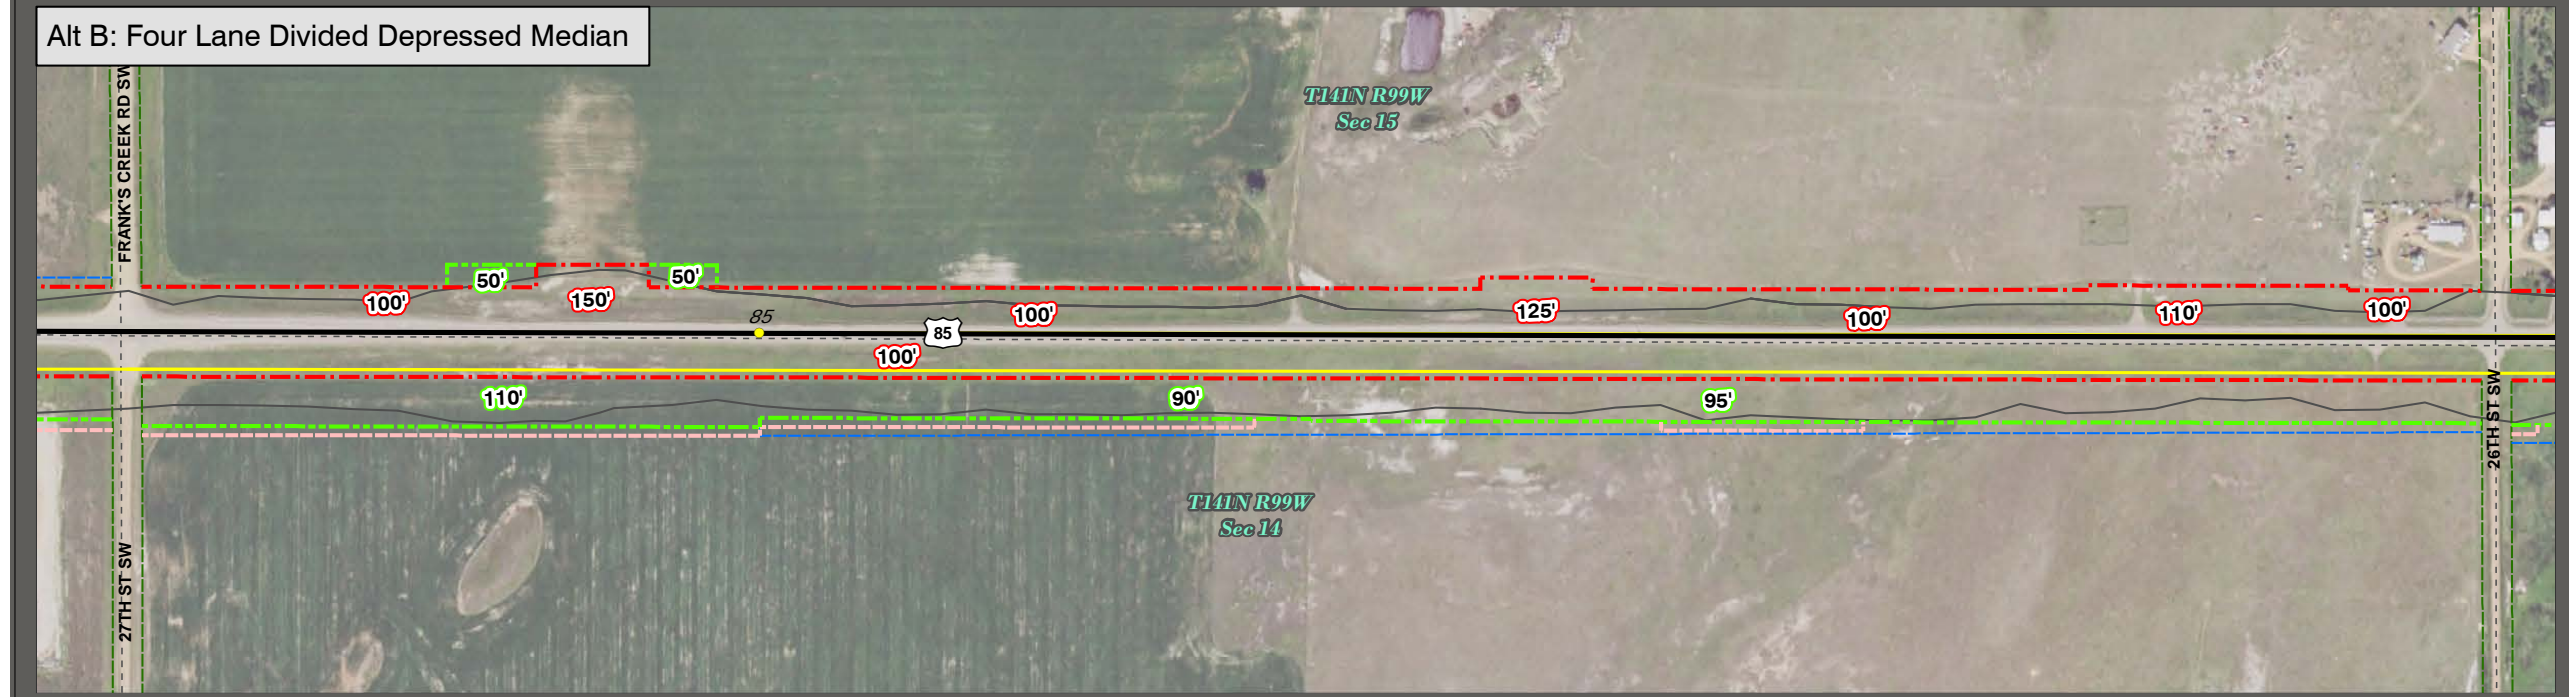 Alt B: Four Lane Divided Depressed Median
FRANK'S CREEK RD SW
T141N R99W
Sec 15
50'
50'
100'
150'
85
100'
125'
100'
110'
100'
85
100'
110'
90'
95'
26TH ST SW
T141N R99W
Sec 14
27TH ST SW